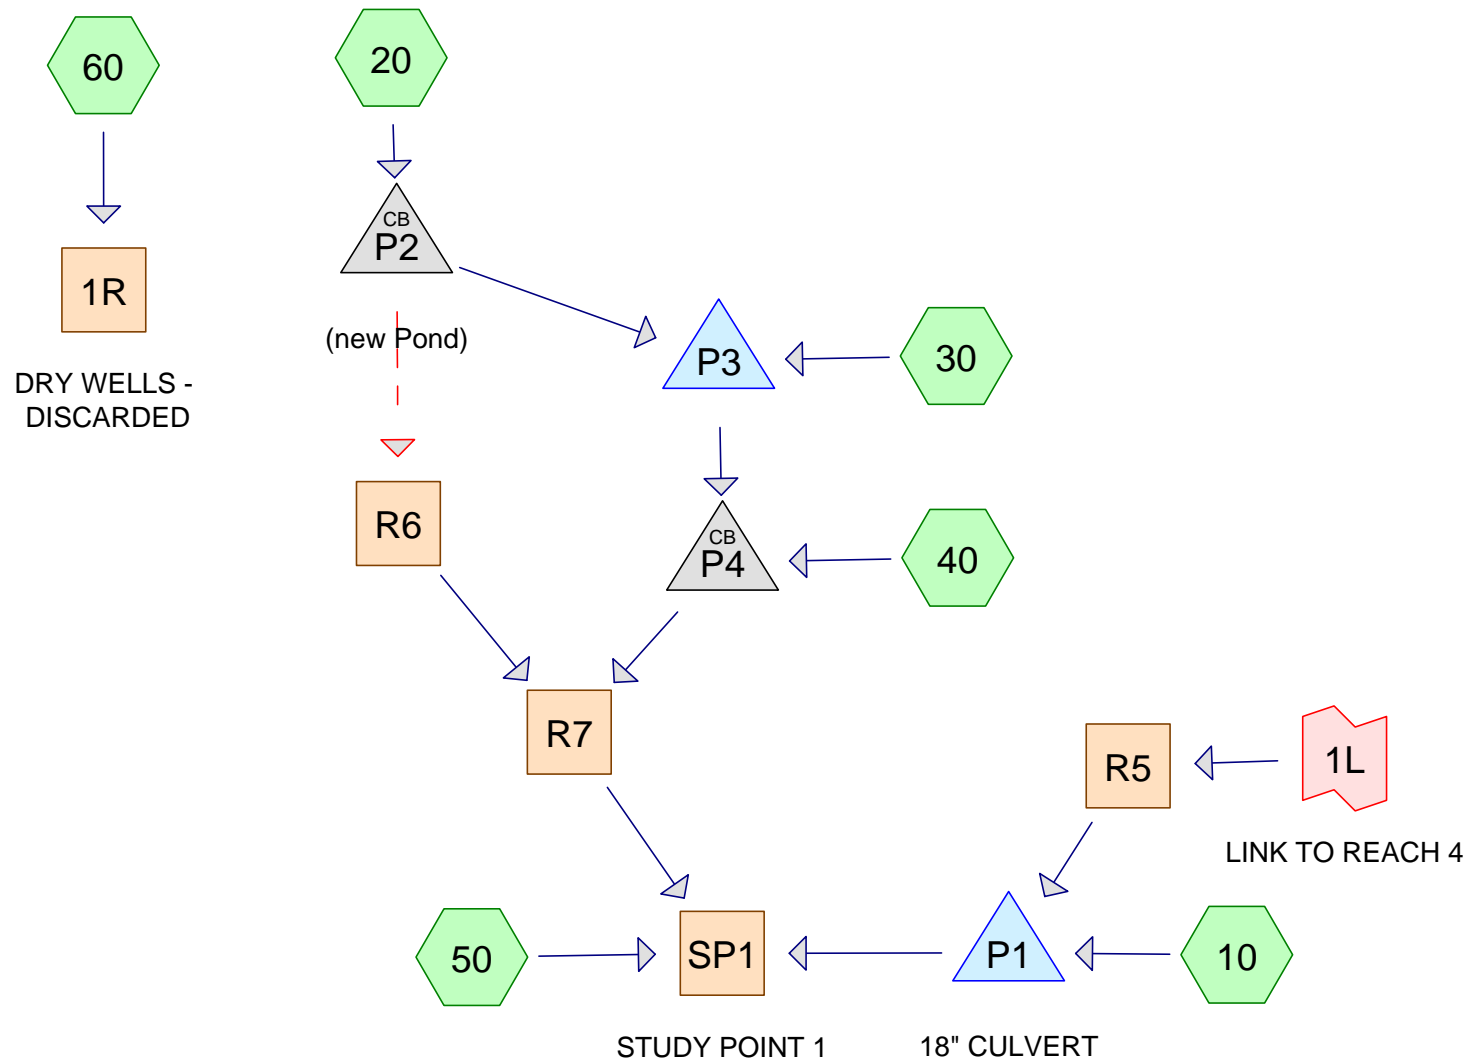 60
20
CB
P2
1R
(new Pond)
P3
30
DRY WELLS -
DISCARDED
R6
CB
P4
40
R7
R5
1L
LINK TO REACH 4
50
SP1
P1
10
STUDY POINT 1
18" CULVERT